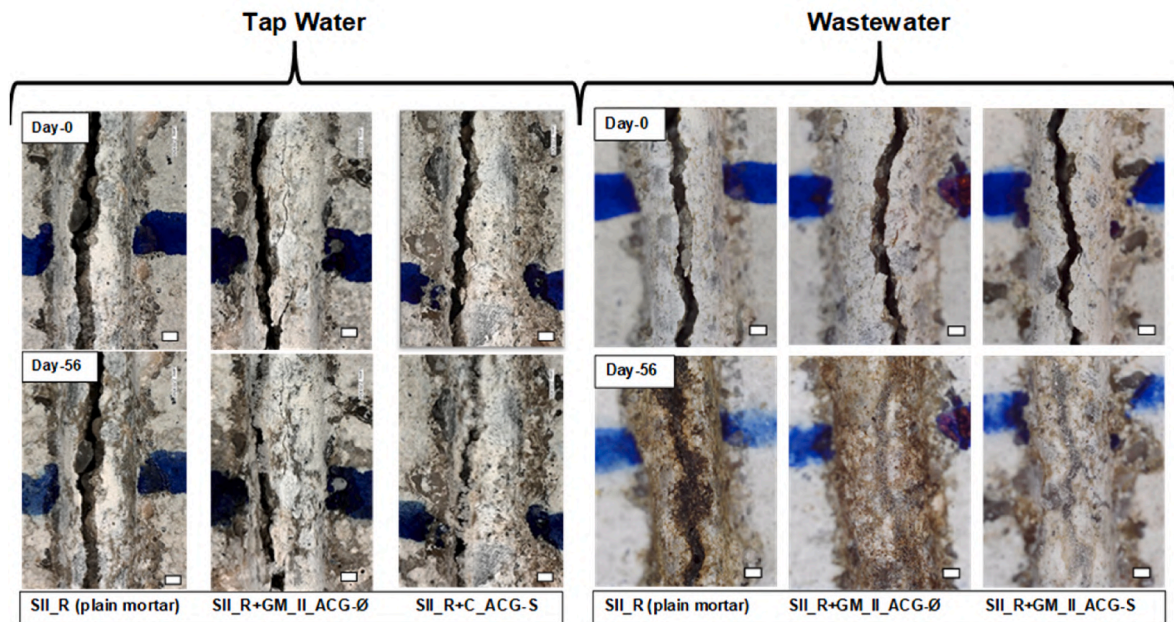 Tap Water
Wastewater
Day-0
Day-0
Day-56
Day-56
SII_R (plain mortar)
SII_R+GM_II_ACG-Ø
SII_R+C_ACG-S
SII_R (plain mortar)
SII_R+GM_II_ACG-Ø
SII_R+GM_II_ACG-S